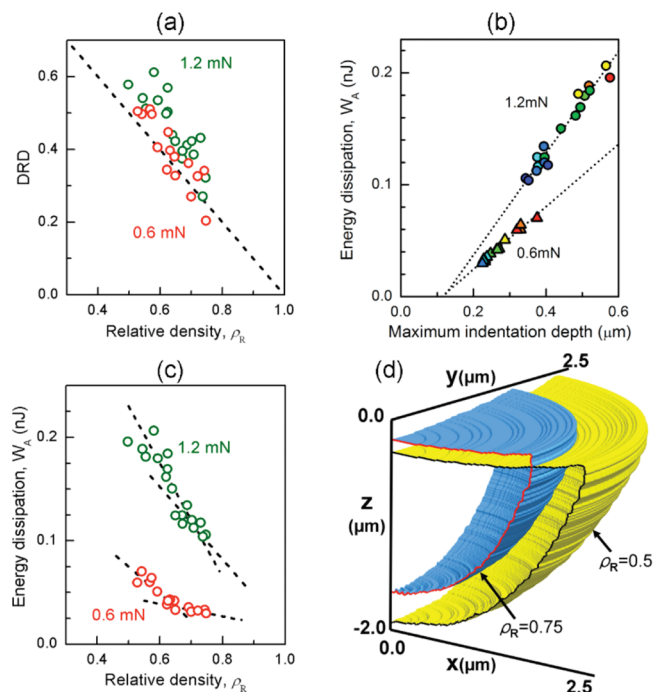 (a)
DRD
0.6
0.4
0.2
0.0
1.2 mN
0.6 mN
0.4 0.6 0.8 1.0
Relative density, ρR
(b)
Energy dissipation, WA (nJ)
0.2
0.1
0.0
1.2mN
0.6mN
0.0 0.2 0.4 0.6
Maximum indentation depth (μm)
(c)
Energy dissipation, WA (nJ)
0.2
0.1
0.0
1.2 mN
0.6 mN
0.4 0.6 0.8 1.0
Relative density, ρR
(d)
y(μm)
2.5
0.0
z
(μm)
-2.0
0.0
x(μm)
2.5
ρR=0.5
ρR=0.75